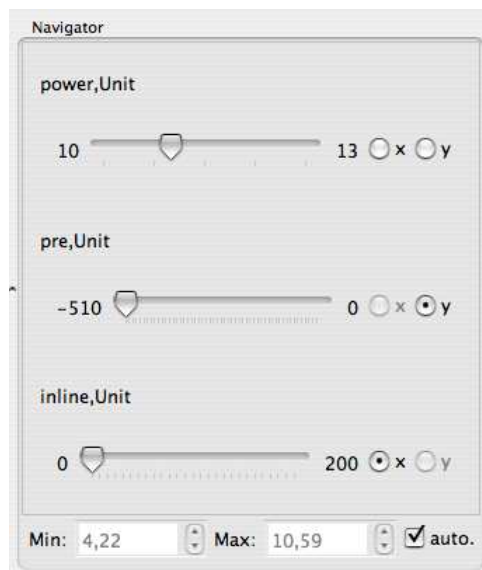 Navigator
power,Unit
10 13 x y
pre,Unit
-510 0 x y
inline,Unit
0 200 x y
Min: 4,22 Max: 10,59 auto.